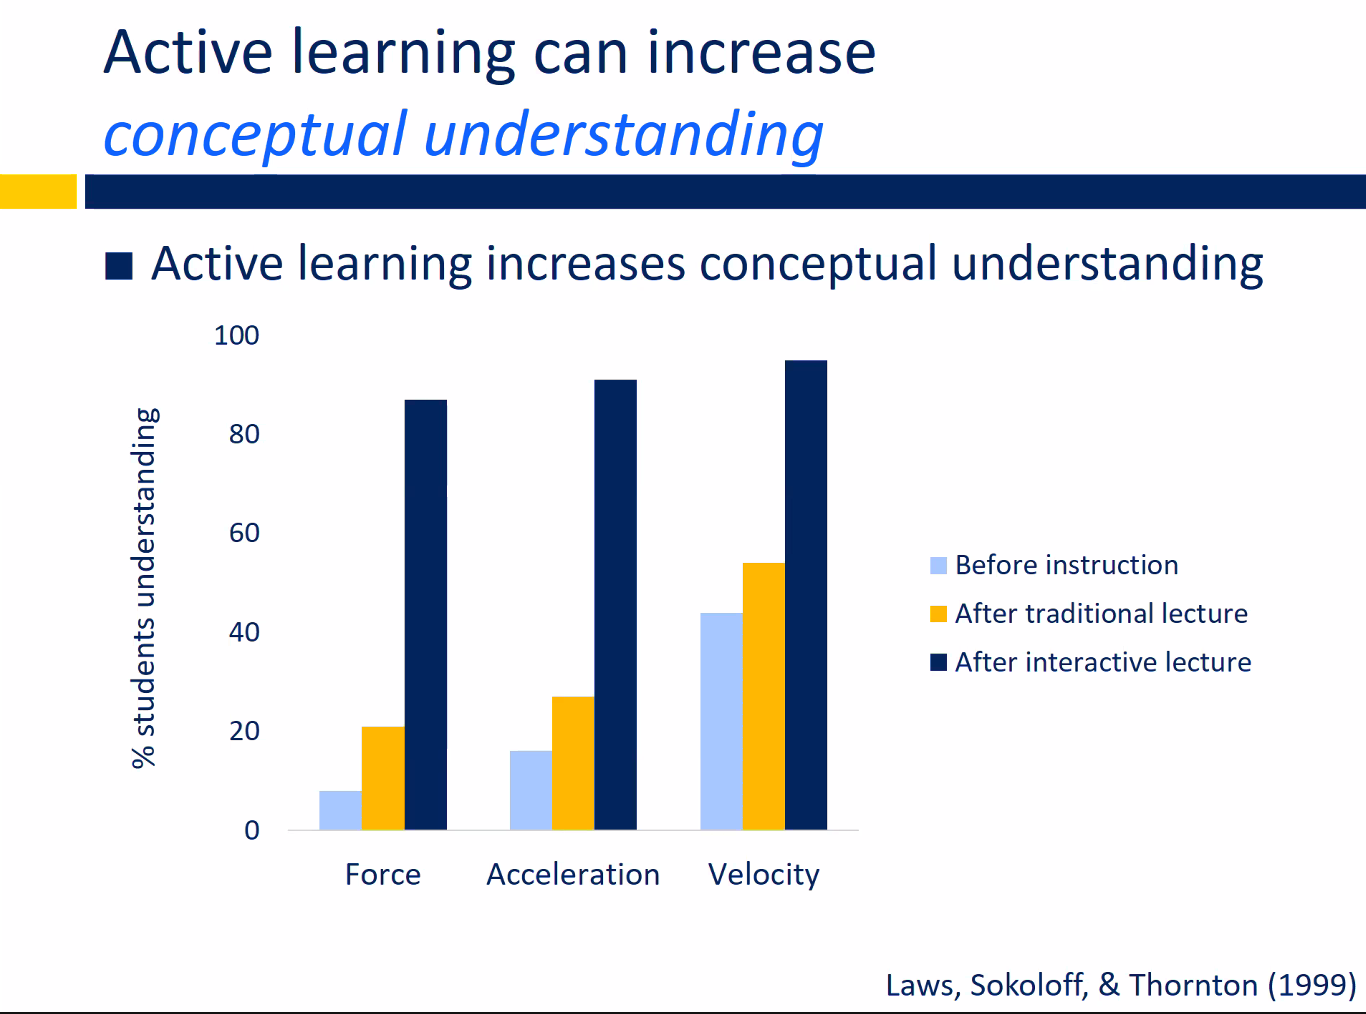 Active learning can increase
conceptual understanding
Active learning increases conceptual understanding
100
80
60
40
20
0
% students understanding
Force
Acceleration
Velocity
Before instruction
After traditional lecture
After interactive lecture
Laws, Sokoloff, & Thornton (1999)